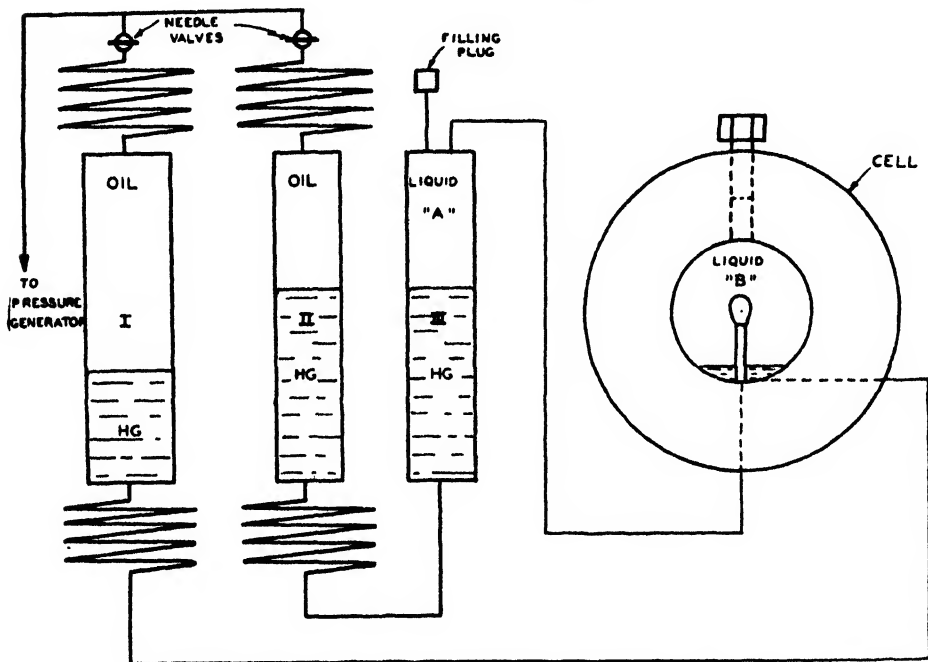 NEEDLE
VALVES
FILLING
PLUG
CELL
OIL
OIL
LIQUID
"A"
LIQUID
"B"
TO
PRESSURE
GENERATOR
I
II
III
HG
HG
HG